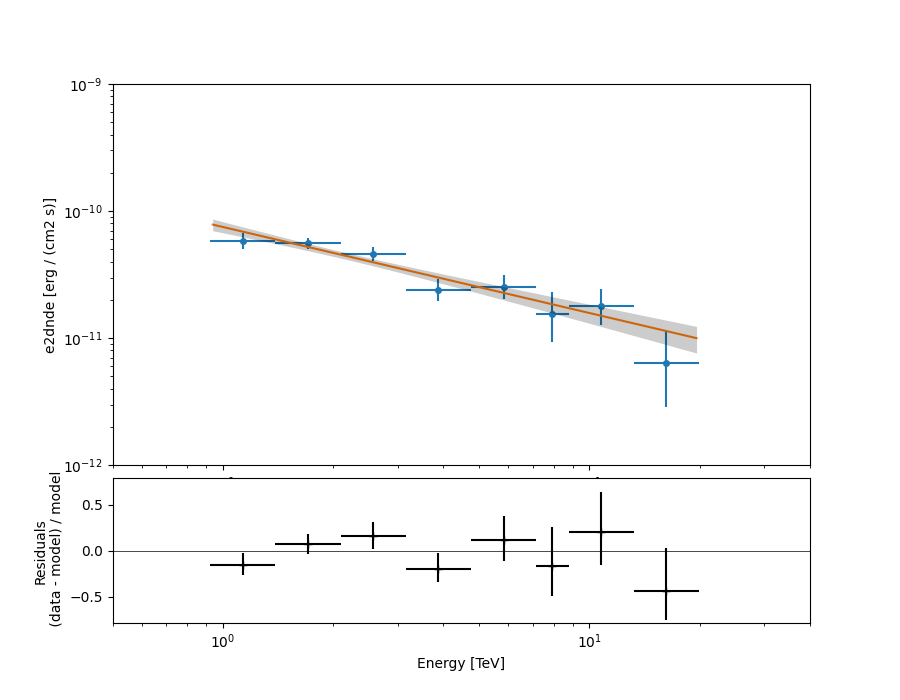 10⁻⁹
10⁻¹⁰
10⁻¹¹
10⁻¹²
e2dnde [erg / (cm2 s)]
0.5
0.0
−0.5
Residuals
(data - model) / model
10⁰
10¹
Energy [TeV]